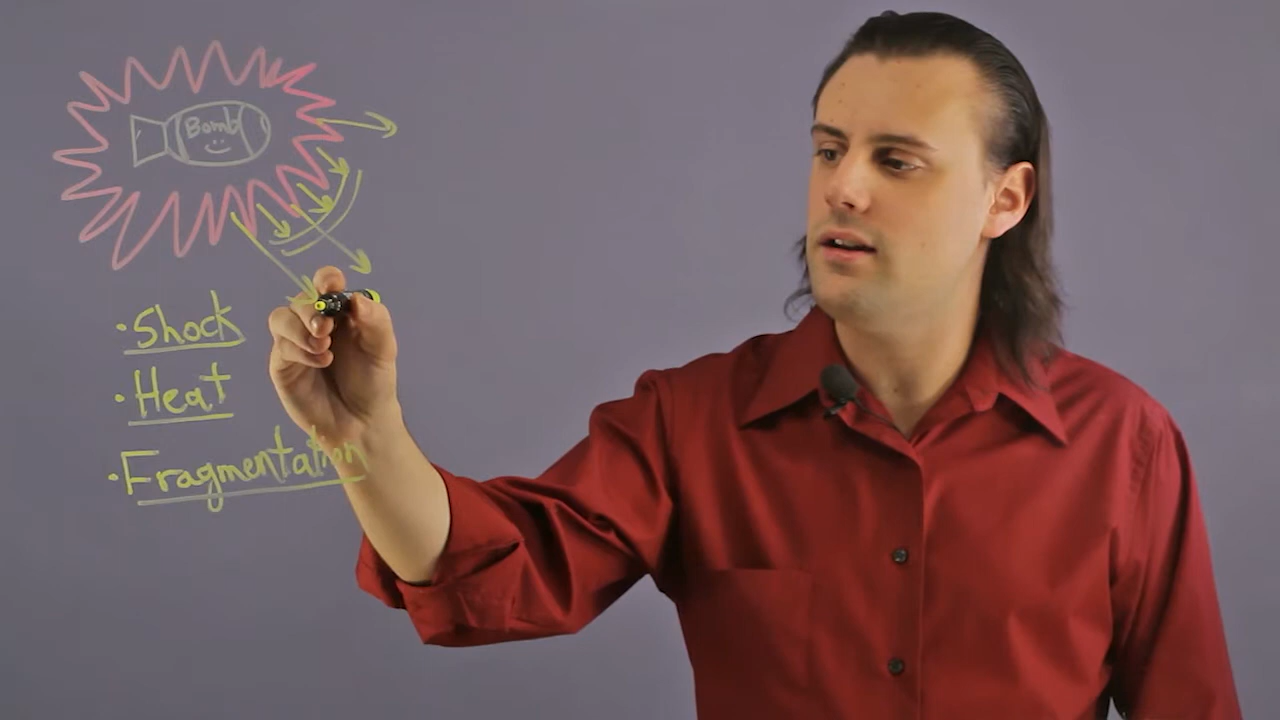 Bomb
• Shock
• Heat
• Fragmentation